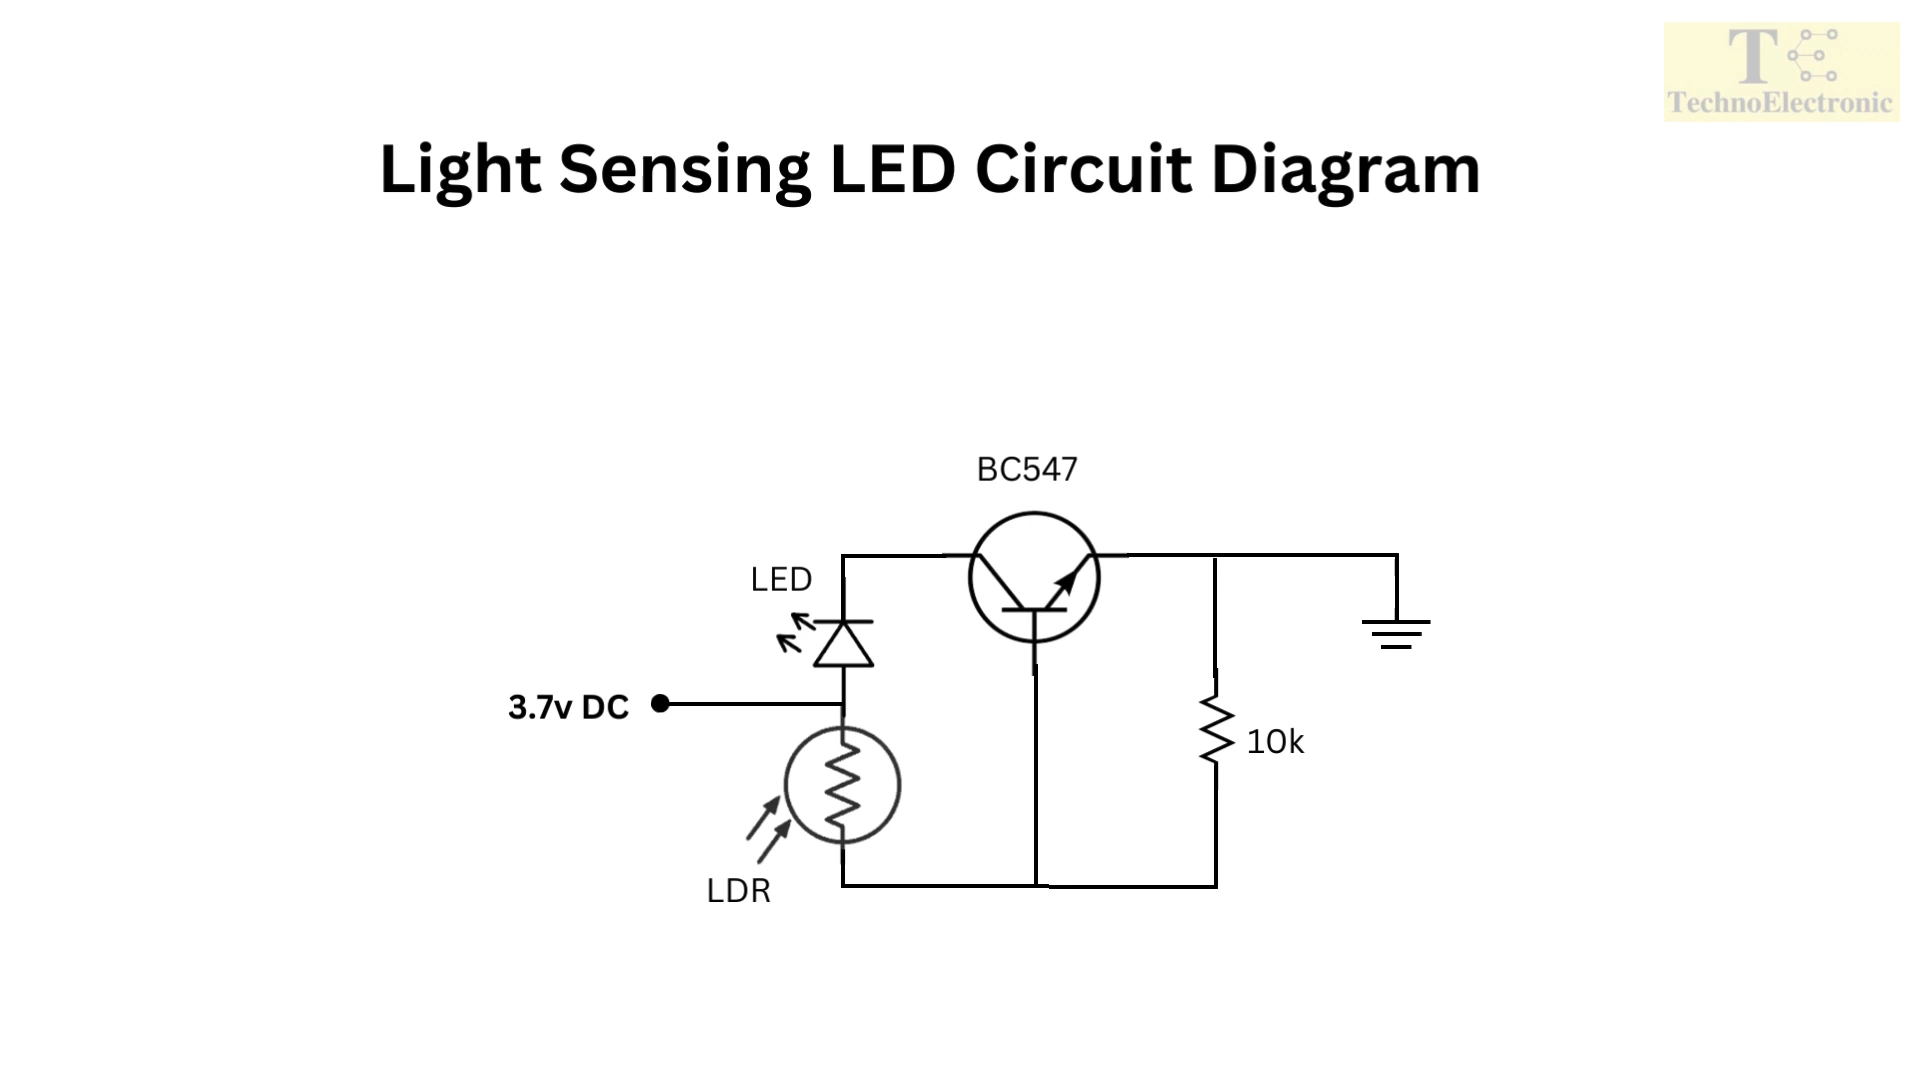 TechnoElectronic
Light Sensing LED Circuit Diagram
BC547
LED
3.7v DC
10k
LDR